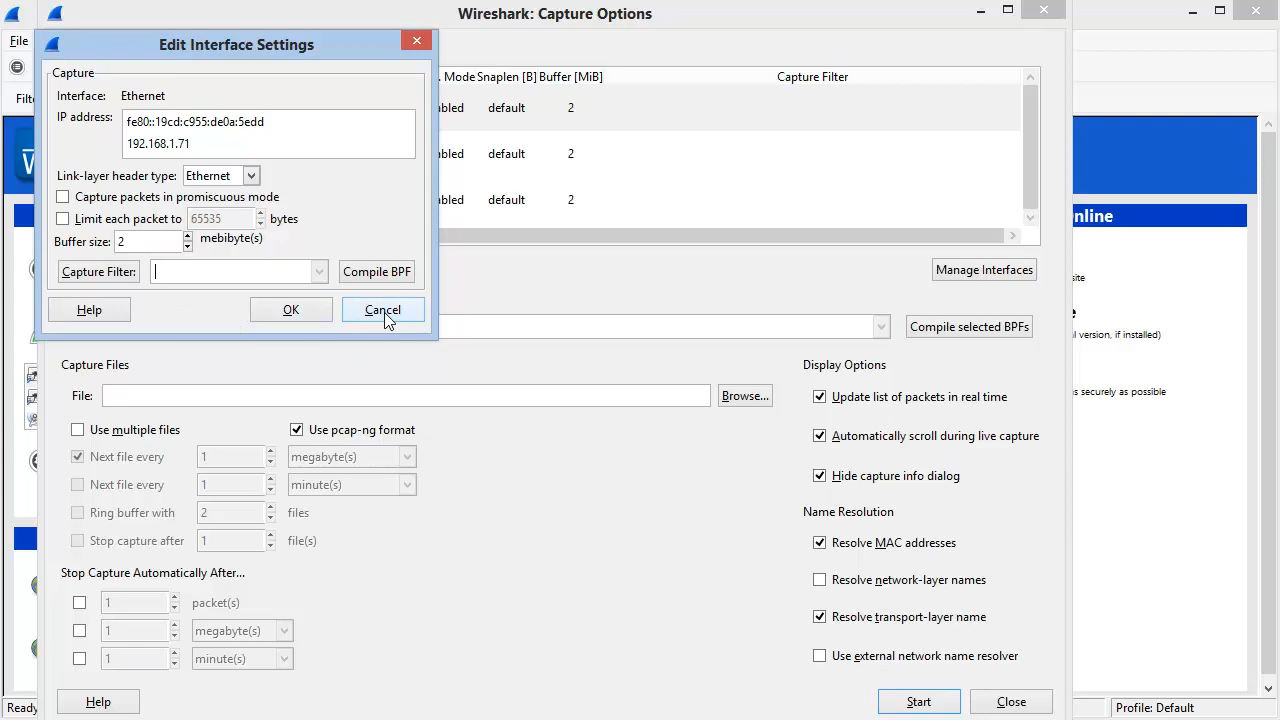 Wireshark: Capture Options
File
Edit Interface Settings
Capture
Interface: Ethernet
IP address: fe80::19cd:c955:de0a:5edd
192.168.1.71
Link-layer header type: Ethernet
Capture packets in promiscuous mode
Limit each packet to 65535 bytes
Buffer size: 2 mebibyte(s)
Capture Filter: Compile BPF
Help OK Cancel
. Mode Snaplen [B] Buffer [MiB] Capture Filter
bled default 2
bled default 2
bled default 2
Manage Interfaces
Compile selected BPFs
Capture Files
File: Browse...
Use multiple files Use pcap-ng format
Next file every 1 megabyte(s)
Next file every 1 minute(s)
Ring buffer with 2 files
Stop capture after 1 file(s)
Stop Capture Automatically After...
1 packet(s)
1 megabyte(s)
1 minute(s)
Display Options
Update list of packets in real time
Automatically scroll during live capture
Hide capture info dialog
Name Resolution
Resolve MAC addresses
Resolve network-layer names
Resolve transport-layer name
Use external network name resolver
Help Start Close
Filt
W
Online
site
e
l version, if installed)
s securely as possible
Ready
Profile: Default